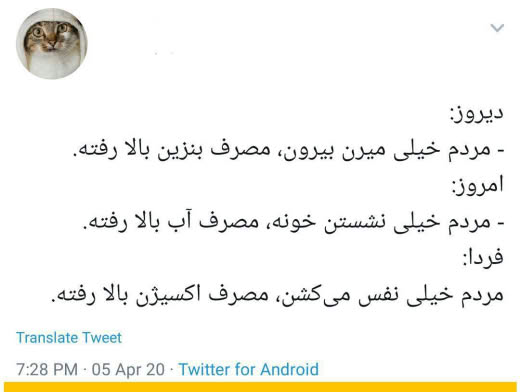 دیروز:
- مردم خیلی میرن بیرون، مصرف بنزین بالا رفته.
امروز:
- مردم خیلی نشستن خونه، مصرف آب بالا رفته.
فردا:
مردم خیلی نفس می‌کشن، مصرف اکسیژن بالا رفته.
Translate Tweet
7:28 PM · 05 Apr 20 · Twitter for Android